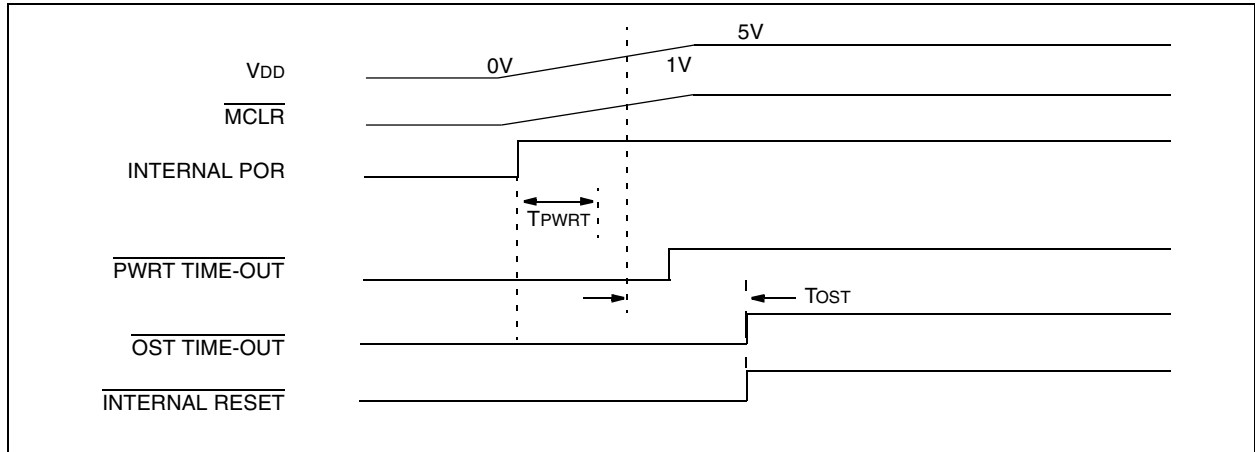 5V
VDD
0V
1V
MCLR
INTERNAL POR
TPWRT
PWRT TIME-OUT
TOST
OST TIME-OUT
INTERNAL RESET